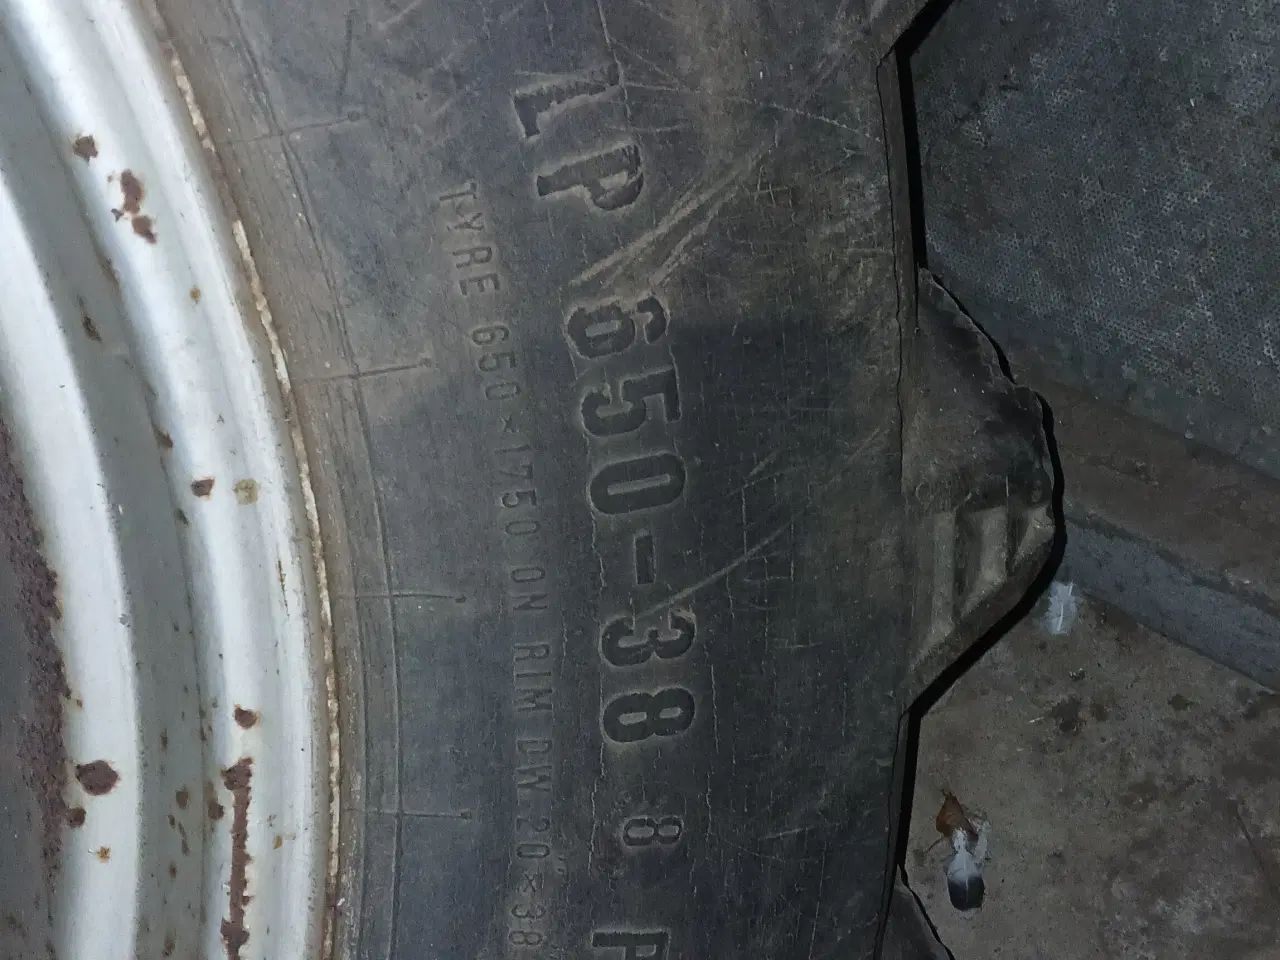 LP 650-38 8 P
TYRE 650×1750 ON RIM DW.20"×38"